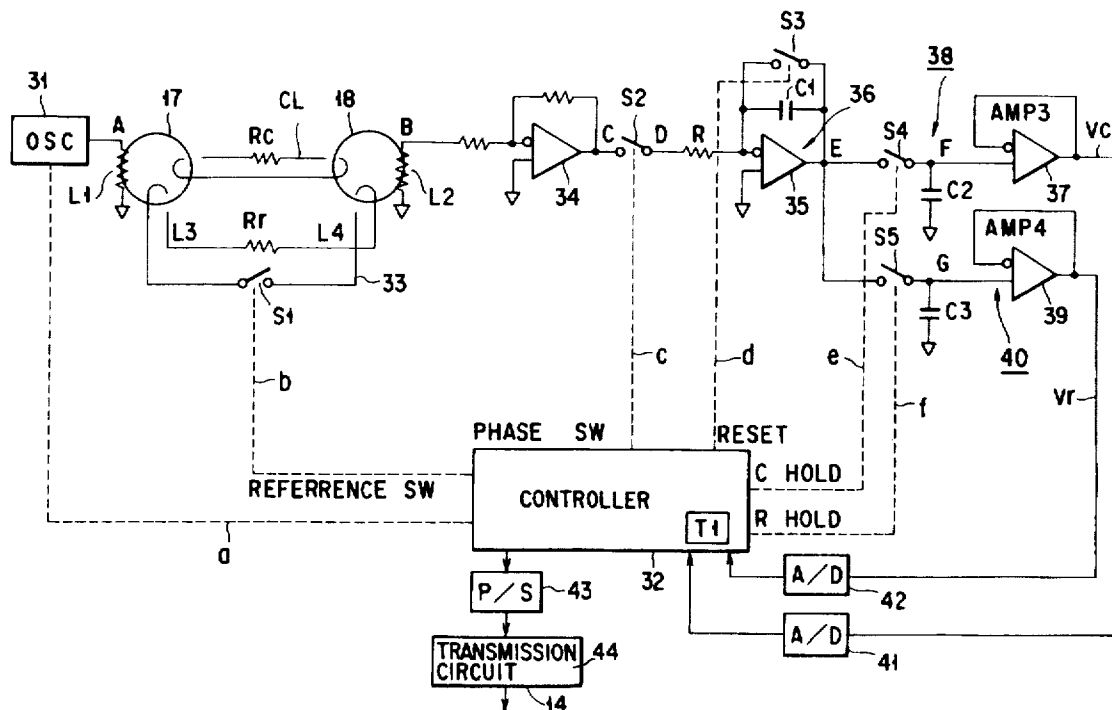 S3
31
A
17
CL
18
B
S2
C1
36
38
AMP3
OSC
RC
C
D
R
E
S4
F
VC
L1
L2
34
35
C2
37
L3
Rr
L4
S5
AMP4
G
S1
33
C3
39
40
b
c
d
e
f
Vr
PHASE SW
RESET
REFERRENCE SW
CONTROLLER
C HOLD
T1
R HOLD
a
32
P/S
43
A/D
42
A/D
41
TRANSMISSION
CIRCUIT
44
14